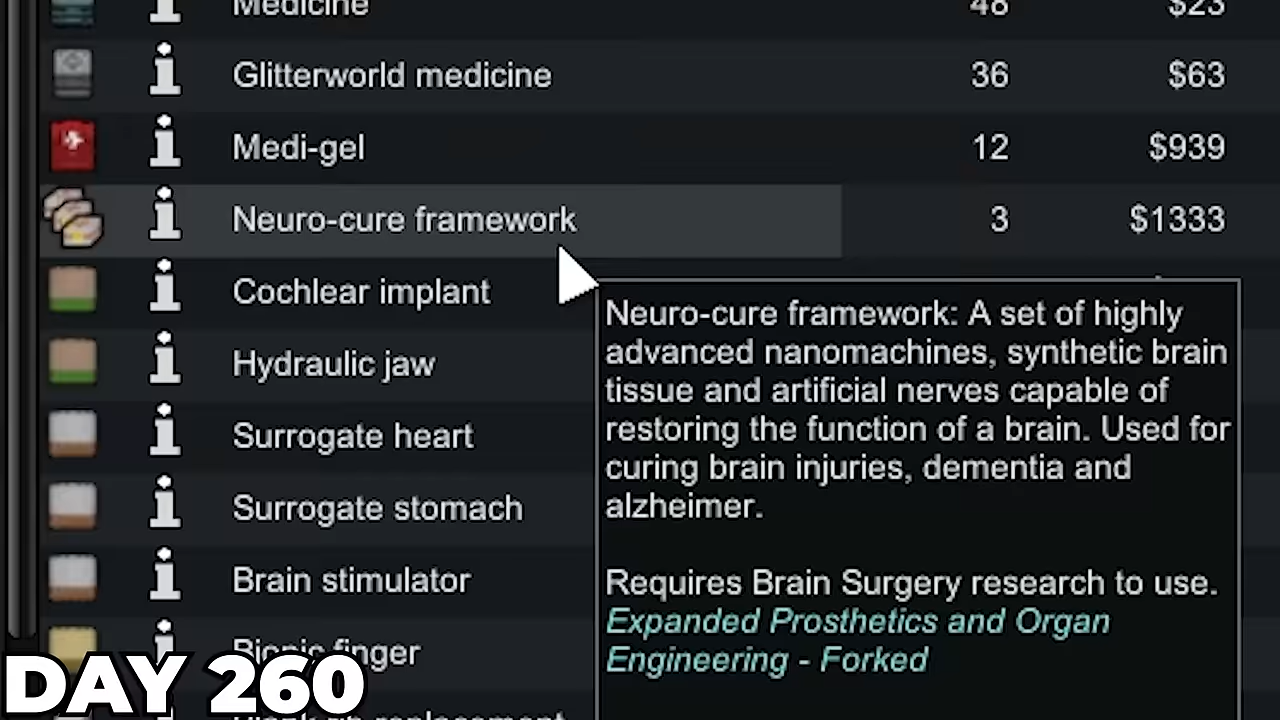 Medicine 48 $23
Glitterworld medicine 36 $63
Medi-gel 12 $939
Neuro-cure framework 3 $1333
Cochlear implant
Hydraulic jaw
Surrogate heart
Surrogate stomach
Brain stimulator
Bionic finger
replacement
Neuro-cure framework: A set of highly
advanced nanomachines, synthetic brain
tissue and artificial nerves capable of
restoring the function of a brain. Used for
curing brain injuries, dementia and
alzheimer.
Requires Brain Surgery research to use.
Expanded Prosthetics and Organ
Engineering - Forked
DAY 260